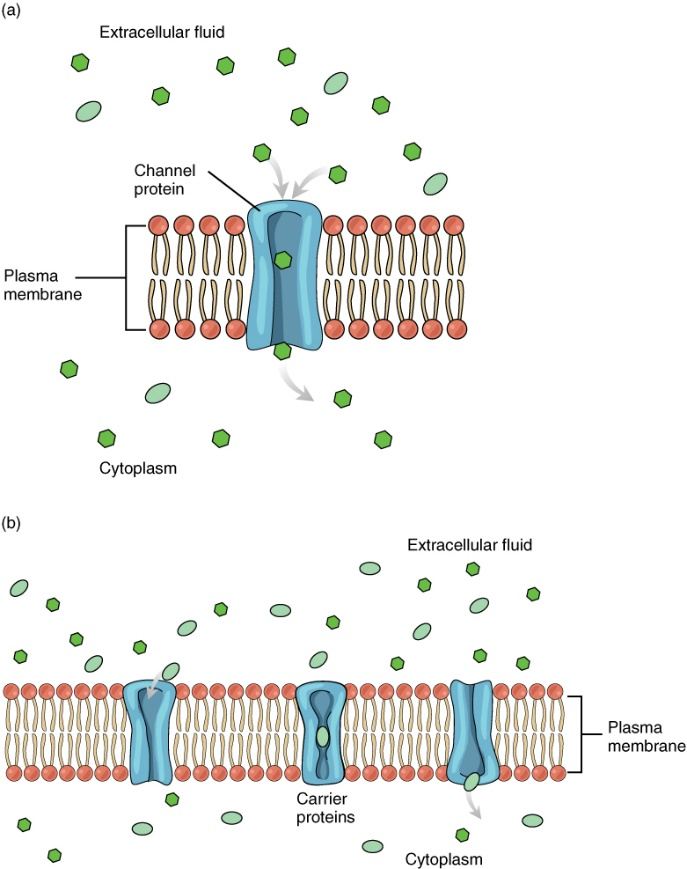 (a)
Extracellular fluid
Channel
protein
Plasma
membrane
Cytoplasm
(b)
Extracellular fluid
Plasma
membrane
Carrier
proteins
Cytoplasm